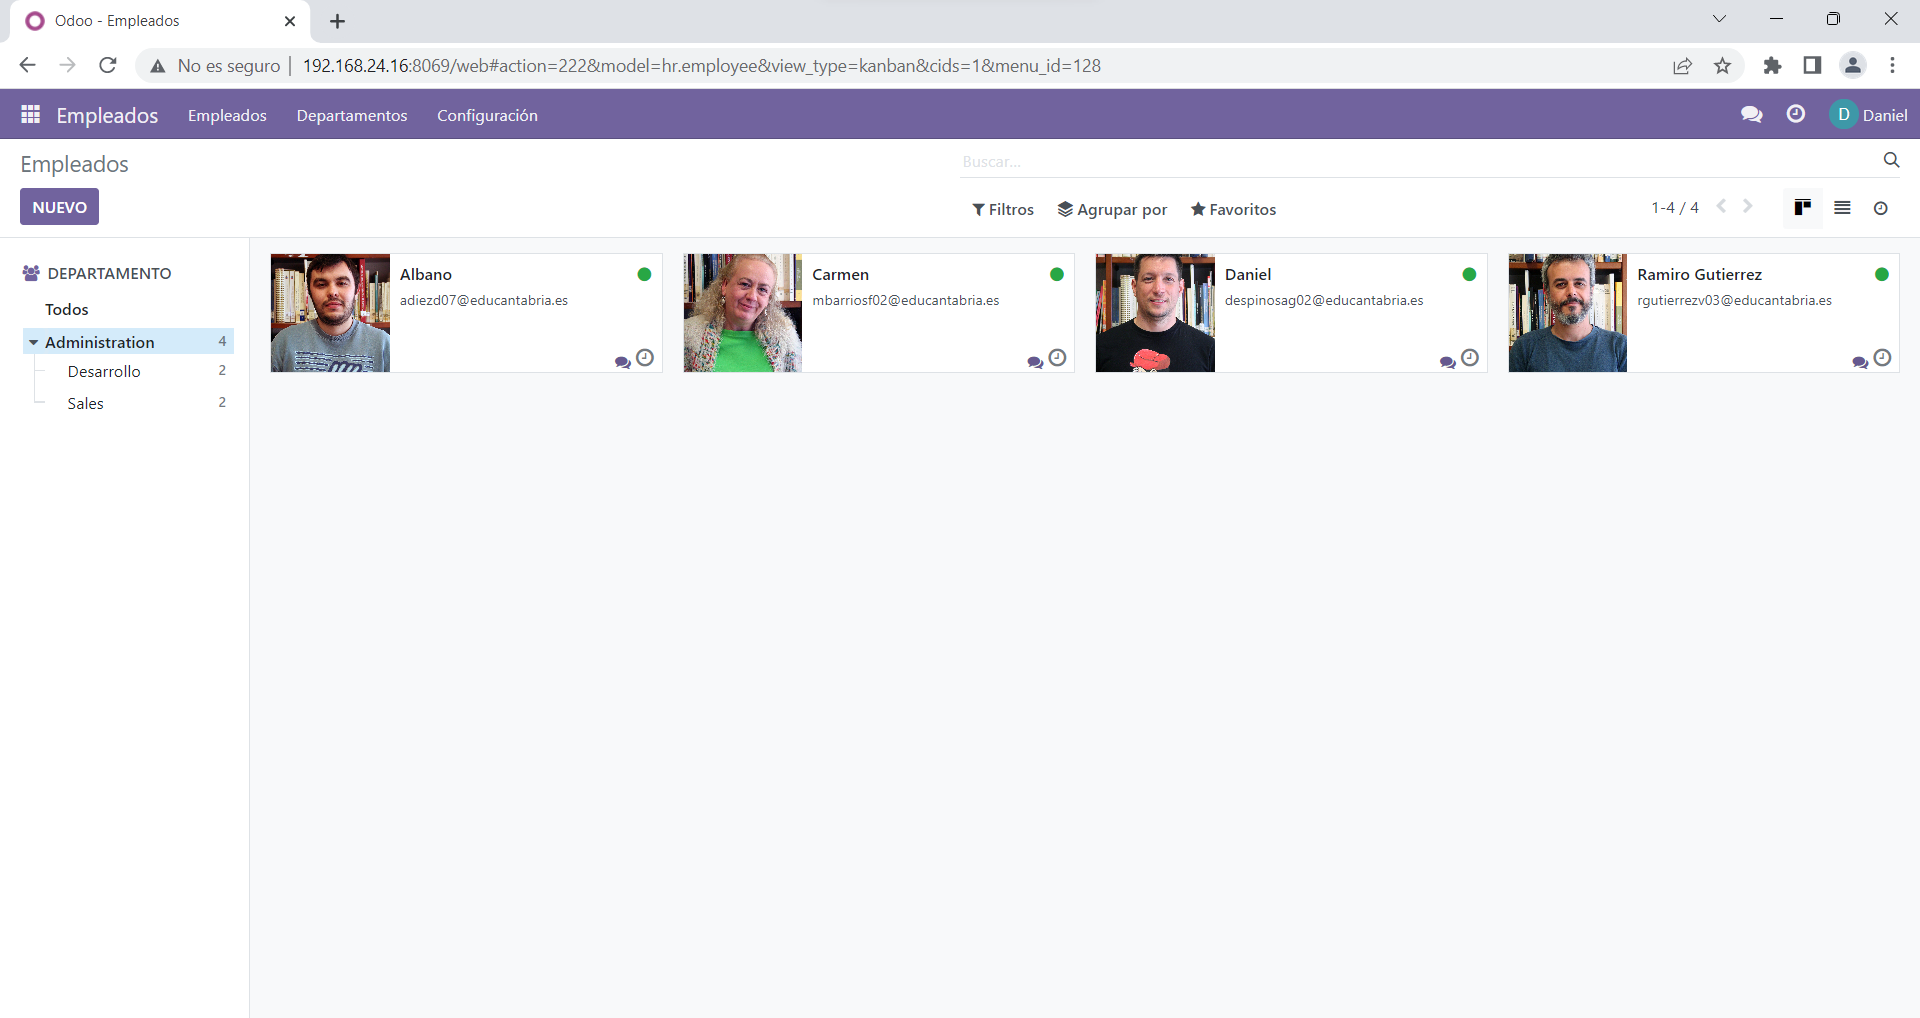 Odoo - Empleados
No es seguro 192.168.24.16:8069/web#action=222&model=hr.employee&view_type=kanban&cids=1&menu_id=128
Empleados Empleados Departamentos Configuración D Daniel
Empleados Buscar...
NUEVO Filtros Agrupar por Favoritos 1-4 / 4
DEPARTAMENTO
Todos
Administration 4
Desarrollo 2
Sales 2
Albano
adiezd07@educantabria.es
Carmen
mbarriosf02@educantabria.es
Daniel
despinosag02@educantabria.es
Ramiro Gutierrez
rgutierrezv03@educantabria.es